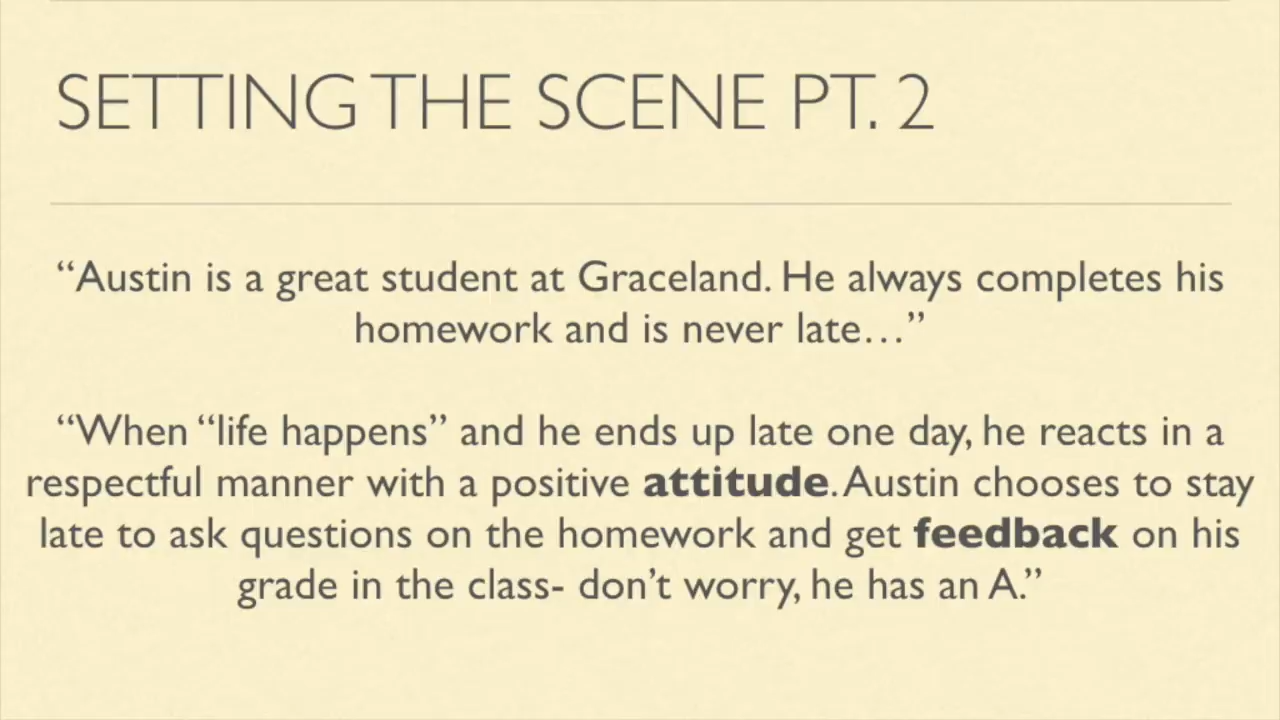 SETTING THE SCENE PT. 2
“Austin is a great student at Graceland. He always completes his
homework and is never late…”
“When “life happens” and he ends up late one day, he reacts in a
respectful manner with a positive attitude. Austin chooses to stay
late to ask questions on the homework and get feedback on his
grade in the class- don’t worry, he has an A.”